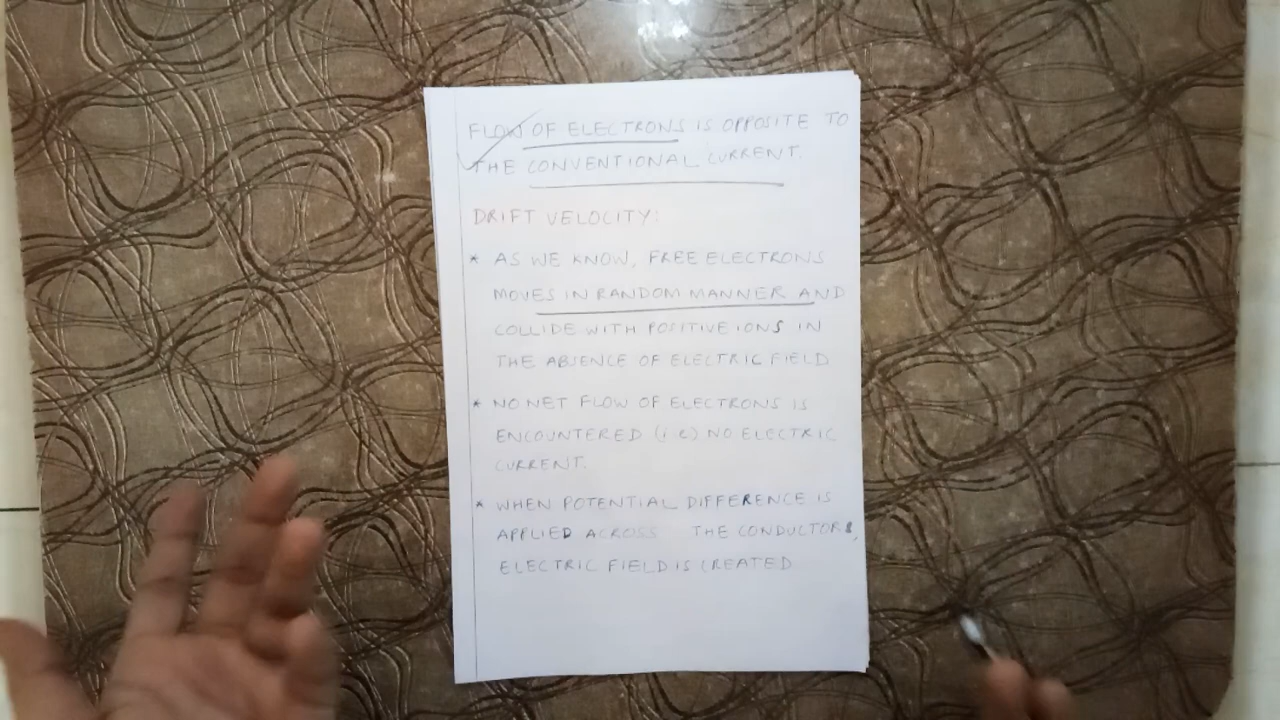 FLOW OF ELECTRONS IS OPPOSITE TO
THE CONVENTIONAL CURRENT.
DRIFT VELOCITY:
* AS WE KNOW, FREE ELECTRONS
MOVES IN RANDOM MANNER AND
COLLIDE WITH POSITIVE IONS IN
THE ABSENCE OF ELECTRIC FIELD
* NO NET FLOW OF ELECTRONS IS
ENCOUNTERED (i e) NO ELECTRIC
CURRENT.
* WHEN POTENTIAL DIFFERENCE IS
APPLIED ACROSS THE CONDUCTORS,
ELECTRIC FIELD IS CREATED